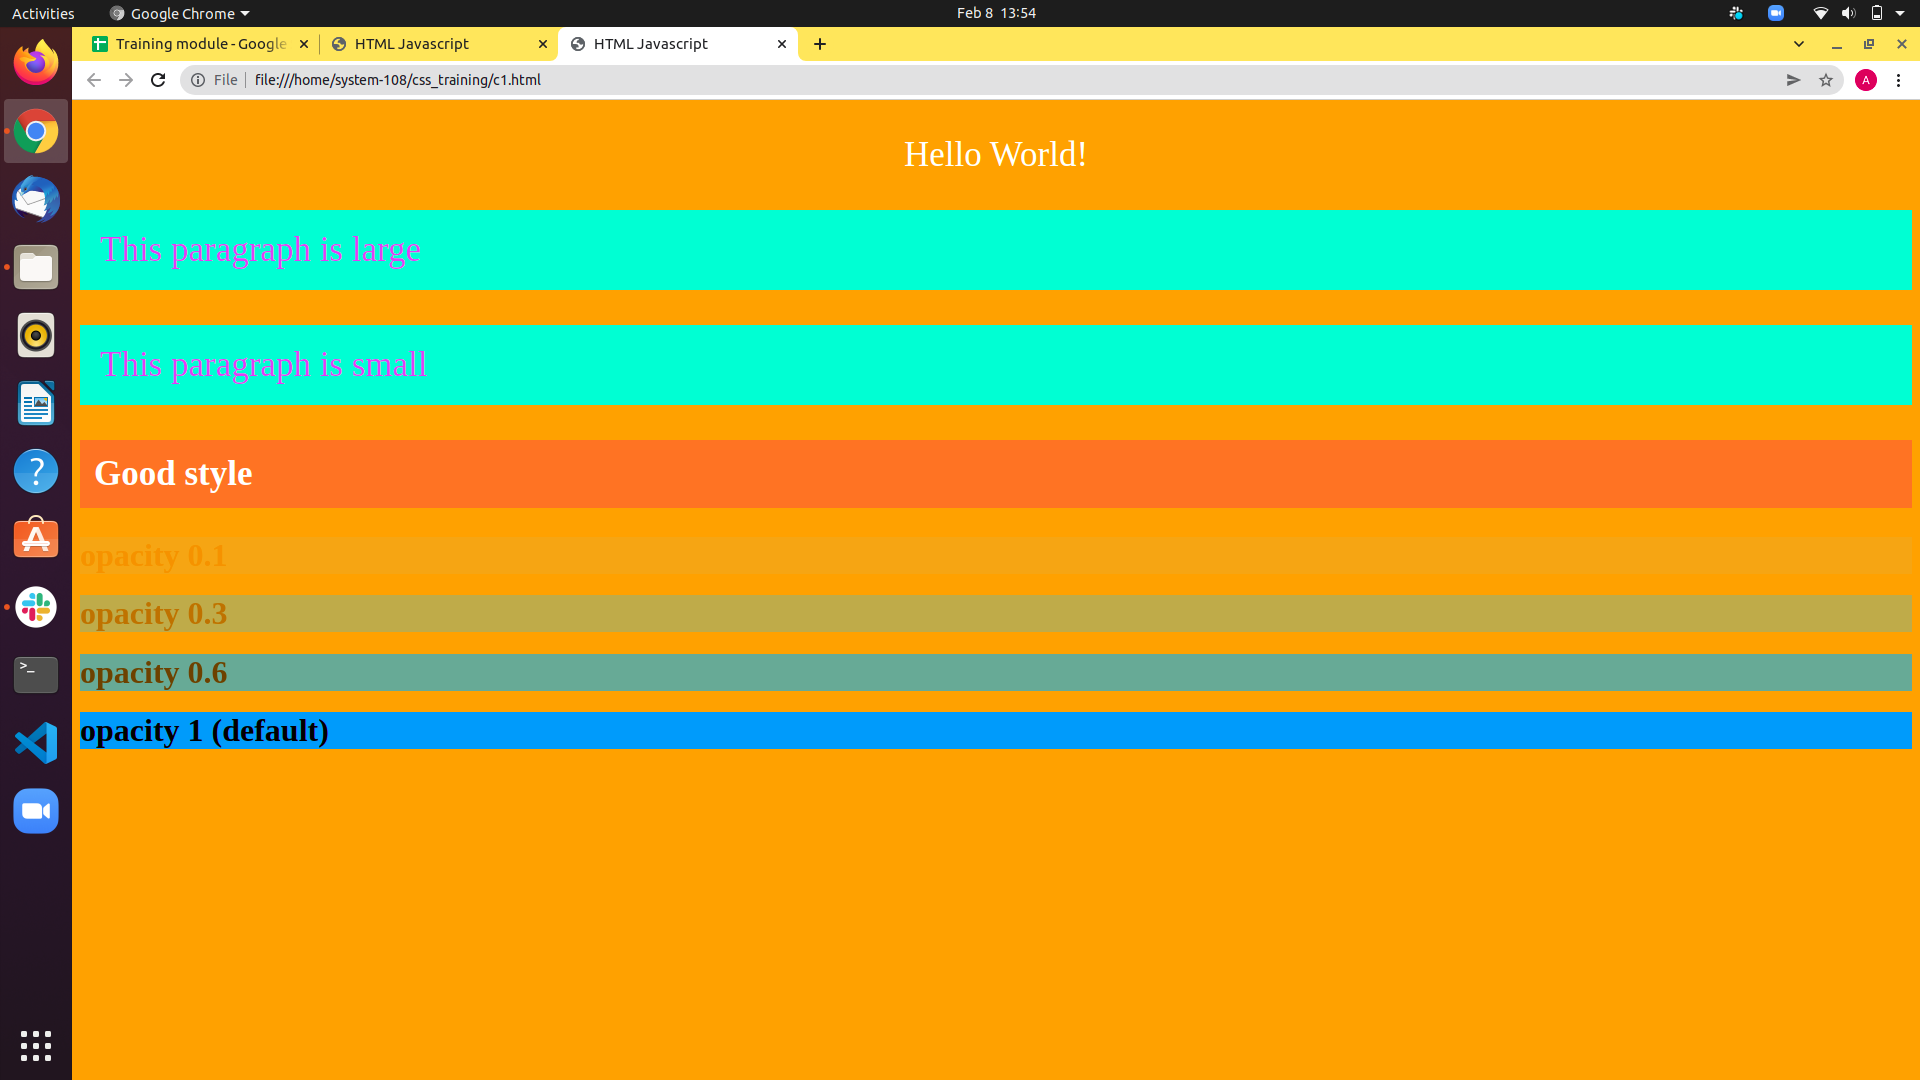 Activities
Google Chrome
Feb 8 13:54
Training module - Google
HTML Javascript
HTML Javascript
File
file:///home/system-108/css_training/c1.html
A
Hello World!
This paragraph is large
This paragraph is small
Good style
opacity 0.1
opacity 0.3
opacity 0.6
opacity 1 (default)